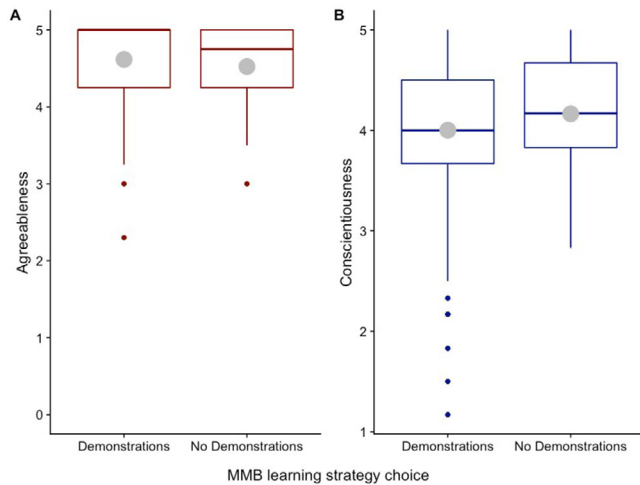 A
5
4
3
2
1
0
Agreeableness
Demonstrations
No Demonstrations
B
5
4
3
2
1
Conscientiousness
Demonstrations
No Demonstrations
MMB learning strategy choice